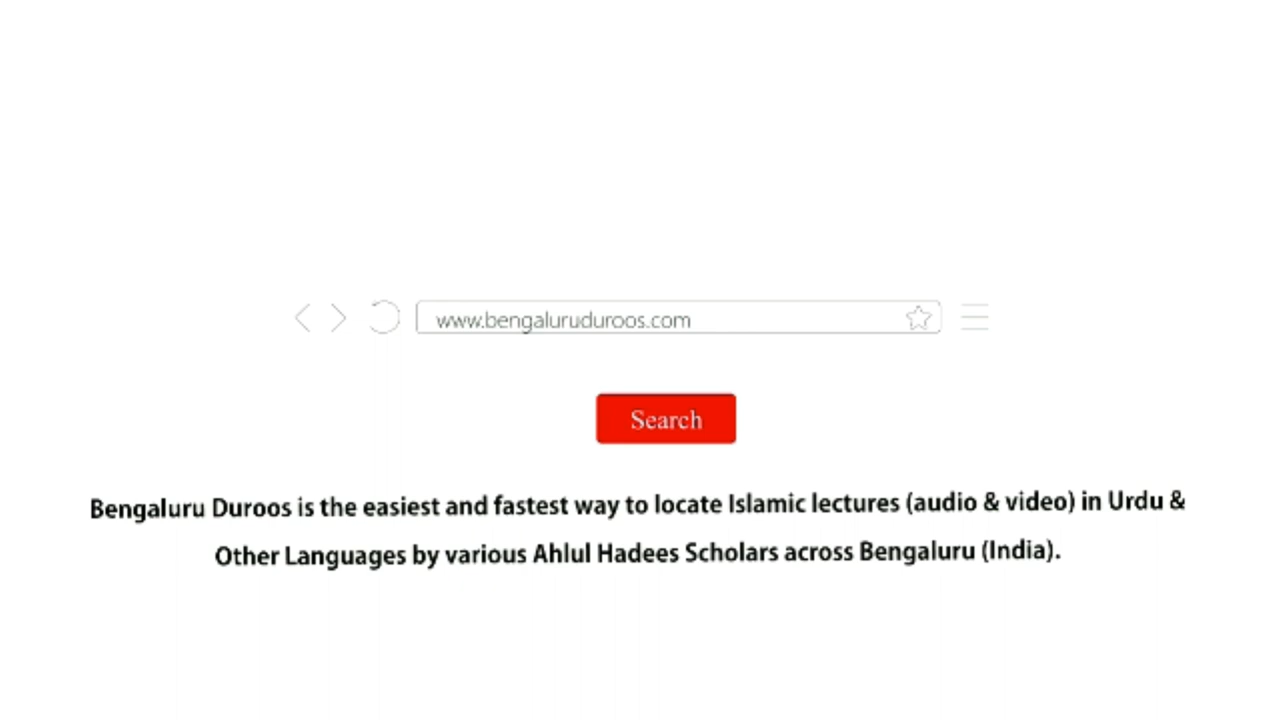 www.bengaluruduroos.com
Search
Bengaluru Duroos is the easiest and fastest way to locate Islamic lectures (audio & video) in Urdu &
Other Languages by various Ahlul Hadees Scholars across Bengaluru (India).